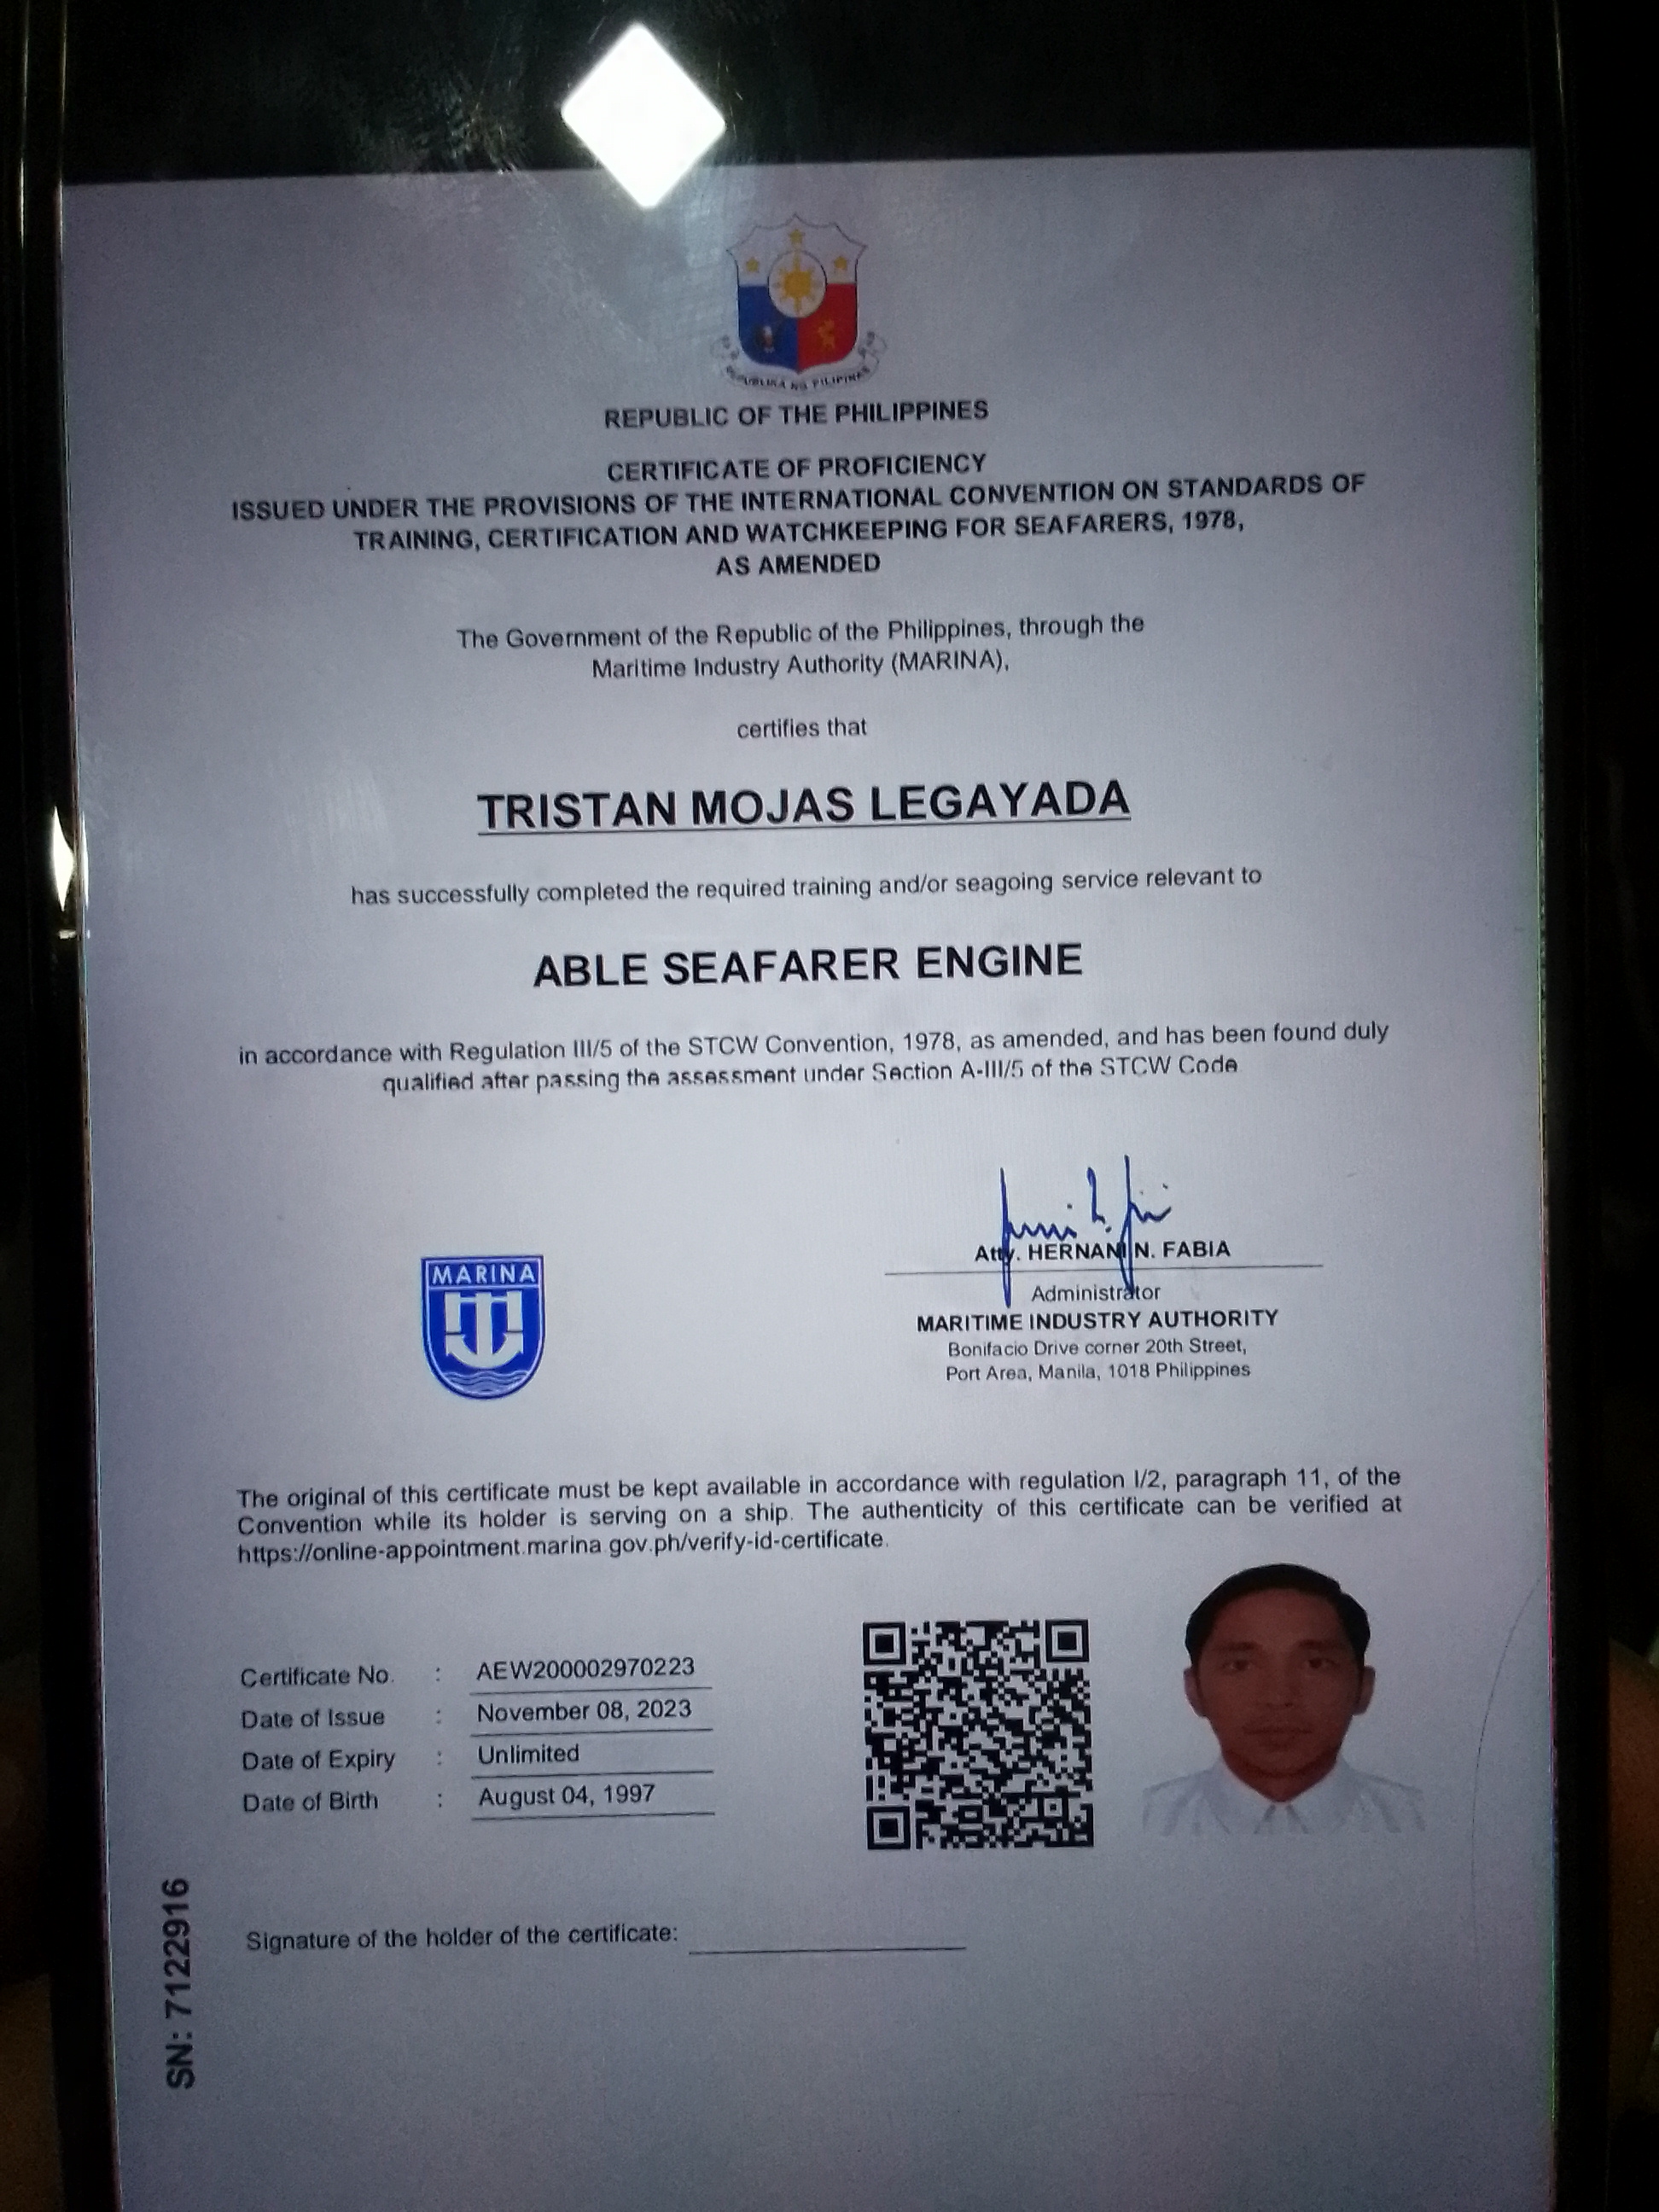 REPUBLIKA NG PILIPINAS
REPUBLIC OF THE PHILIPPINES
CERTIFICATE OF PROFICIENCY
ISSUED UNDER THE PROVISIONS OF THE INTERNATIONAL CONVENTION ON STANDARDS OF
TRAINING, CERTIFICATION AND WATCHKEEPING FOR SEAFARERS, 1978,
AS AMENDED
The Government of the Republic of the Philippines, through the
Maritime Industry Authority (MARINA),
certifies that
TRISTAN MOJAS LEGAYADA
has successfully completed the required training and/or seagoing service relevant to
ABLE SEAFARER ENGINE
in accordance with Regulation III/5 of the STCW Convention, 1978, as amended, and has been found duly
qualified after passing the assessment under Section A-III/5 of the STCW Code
MARINA
Atty. HERNANI N. FABIA
Administrator
MARITIME INDUSTRY AUTHORITY
Bonifacio Drive corner 20th Street,
Port Area, Manila, 1018 Philippines
The original of this certificate must be kept available in accordance with regulation I/2, paragraph 11, of the
Convention while its holder is serving on a ship. The authenticity of this certificate can be verified at
https://online-appointment.marina.gov.ph/verify-id-certificate.
Certificate No. : AEW200002970223
Date of Issue : November 08, 2023
Date of Expiry : Unlimited
Date of Birth : August 04, 1997
Signature of the holder of the certificate:
SN: 7122916